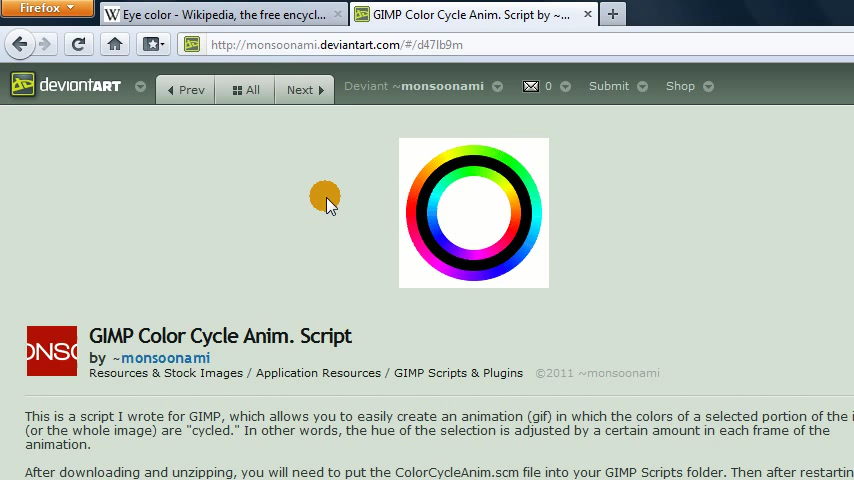 Firefox
Eye color - Wikipedia, the free encycl...
GIMP Color Cycle Anim. Script by ~...
http://monsoonami.deviantart.com/#/d47lb9m
deviantART
Prev
All
Next
Deviant ~monsoonami
0
Submit
Shop
ONSO
GIMP Color Cycle Anim. Script
by ~monsoonami
Resources & Stock Images / Application Resources / GIMP Scripts & Plugins ©2011 ~monsoonami
This is a script I wrote for GIMP, which allows you to easily create an animation (gif) in which the colors of a selected portion of the
(or the whole image) are "cycled." In other words, the hue of the selection is adjusted by a certain amount in each frame of the
animation.
After downloading and unzipping, you will need to put the ColorCycleAnim.scm file into your GIMP Scripts folder. Then after restartin